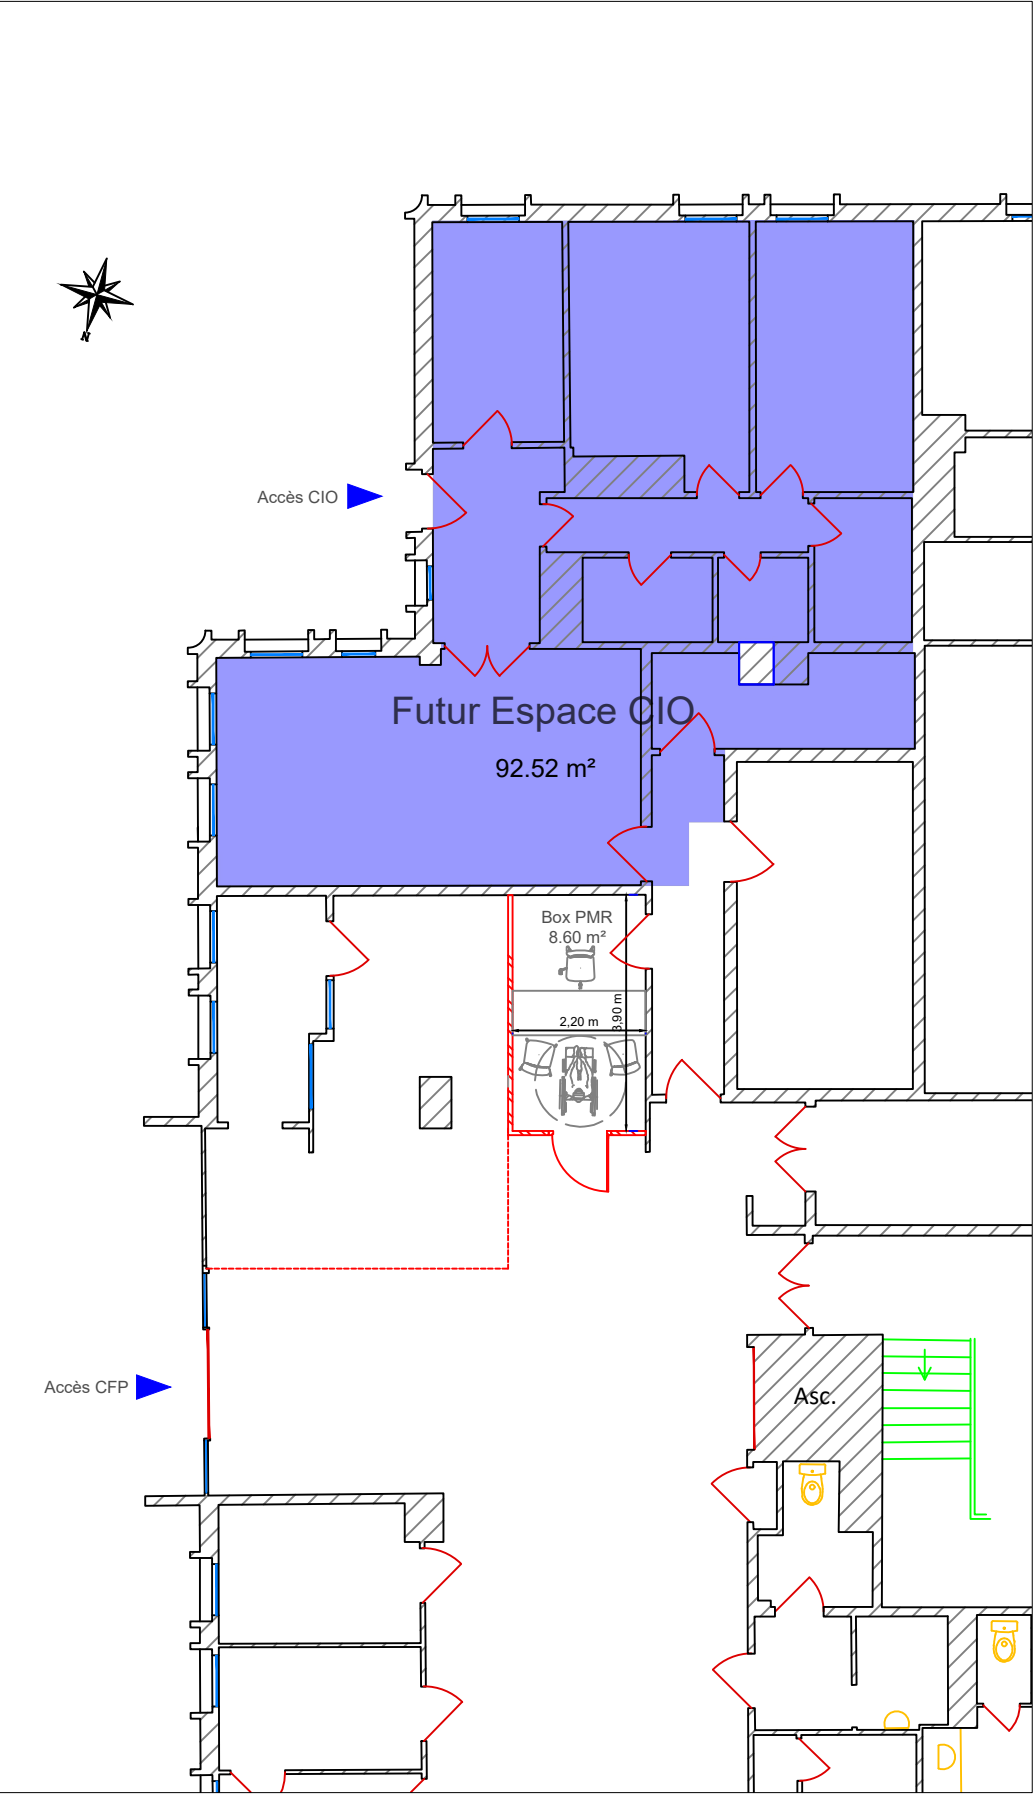 N
Accès CIO
Futur Espace CIO
92.52 m²
Box PMR
8.60 m²
3,90 m
2,20 m
Accès CFP
Asc.